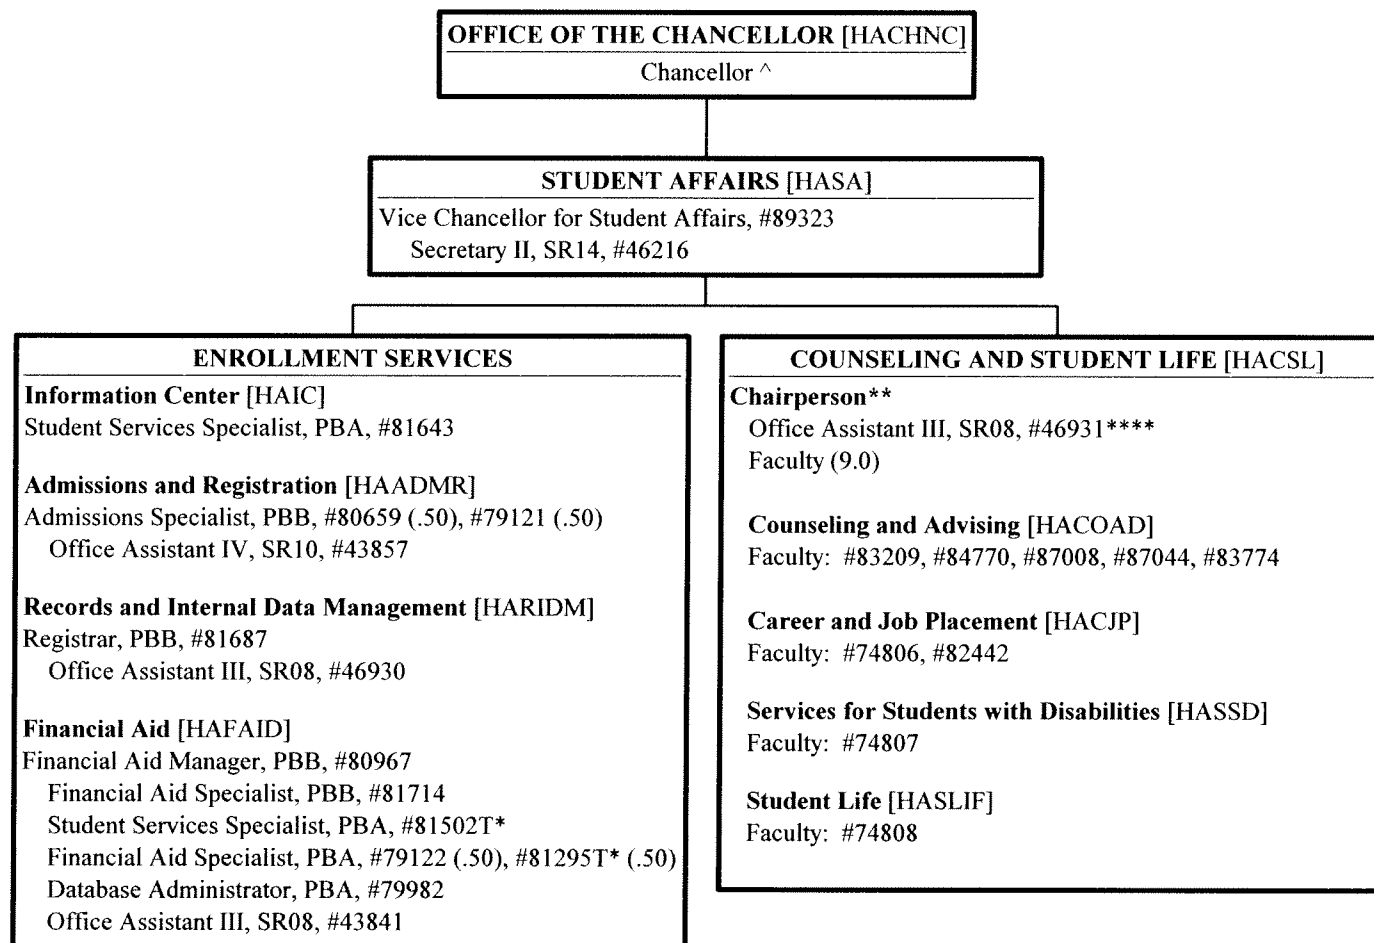 OFFICE OF THE CHANCELLOR [HACHNC]
Chancellor ^
STUDENT AFFAIRS [HASA]
Vice Chancellor for Student Affairs, #89323
Secretary II, SR14, #46216
ENROLLMENT SERVICES
Information Center [HAIC]
Student Services Specialist, PBA, #81643
Admissions and Registration [HAADMR]
Admissions Specialist, PBB, #80659 (.50), #79121 (.50)
Office Assistant IV, SR10, #43857
Records and Internal Data Management [HARIDM]
Registrar, PBB, #81687
Office Assistant III, SR08, #46930
Financial Aid [HAFAID]
Financial Aid Manager, PBB, #80967
Financial Aid Specialist, PBB, #81714
Student Services Specialist, PBA, #81502T*
Financial Aid Specialist, PBA, #79122 (.50), #81295T* (.50)
Database Administrator, PBA, #79982
Office Assistant III, SR08, #43841
COUNSELING AND STUDENT LIFE [HACSL]
Chairperson**
Office Assistant III, SR08, #46931****
Faculty (9.0)
Counseling and Advising [HACOAD]
Faculty: #83209, #84770, #87008, #87044, #83774
Career and Job Placement [HACJP]
Faculty: #74806, #82442
Services for Students with Disabilities [HASSD]
Faculty: #74807
Student Life [HASLIF]
Faculty: #74808